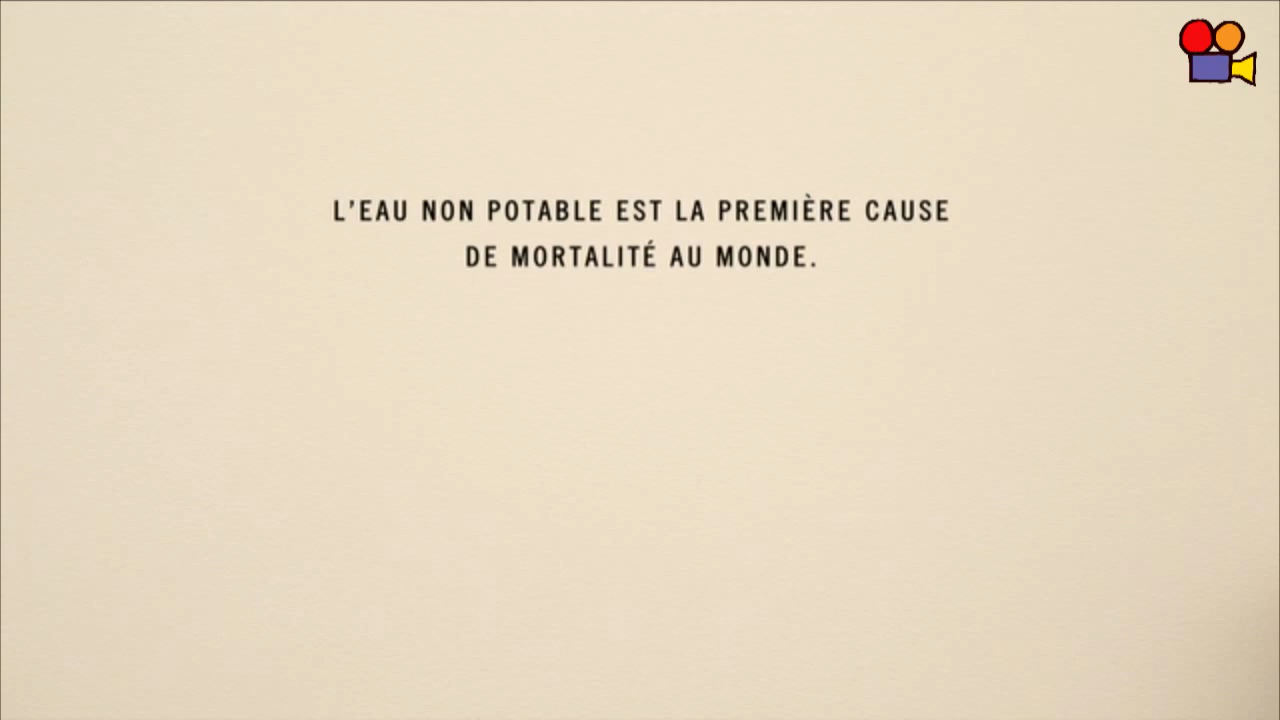 L’EAU NON POTABLE EST LA PREMIÈRE CAUSE
DE MORTALITÉ AU MONDE.